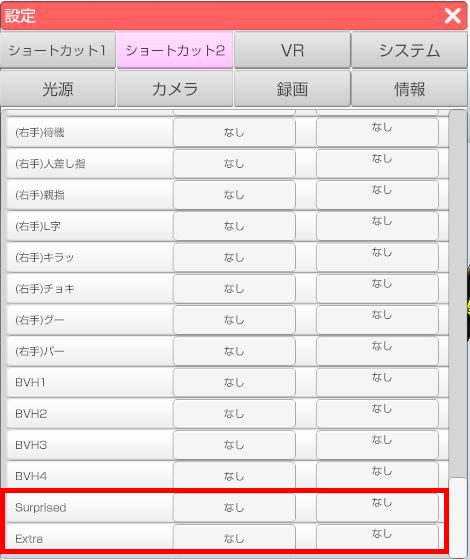 設定
ショートカット1 ショートカット2 VR システム
光源 カメラ 録画 情報
(右手)待機 なし なし
(右手)人差し指 なし なし
(右手)親指 なし なし
(右手)L字 なし なし
(右手)キラッ なし なし
(右手)チョキ なし なし
(右手)グー なし なし
(右手)パー なし なし
BVH1 なし なし
BVH2 なし なし
BVH3 なし なし
BVH4 なし なし
Surprised なし なし
Extra なし なし